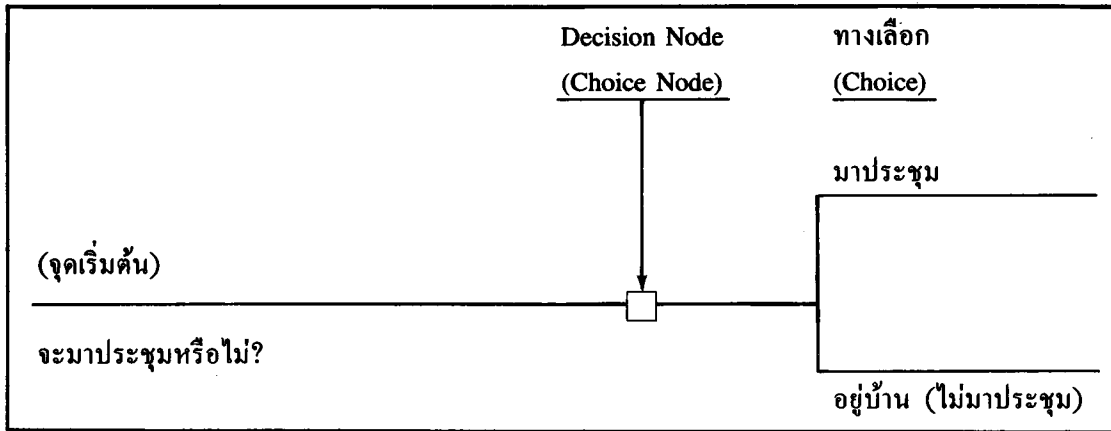 Decision Node
(Choice Node)
ทางเลือก
(Choice)
มาประชุม
(จุดเริ่มต้น)
จะมาประชุมหรือไม่?
อยู่บ้าน (ไม่มาประชุม)